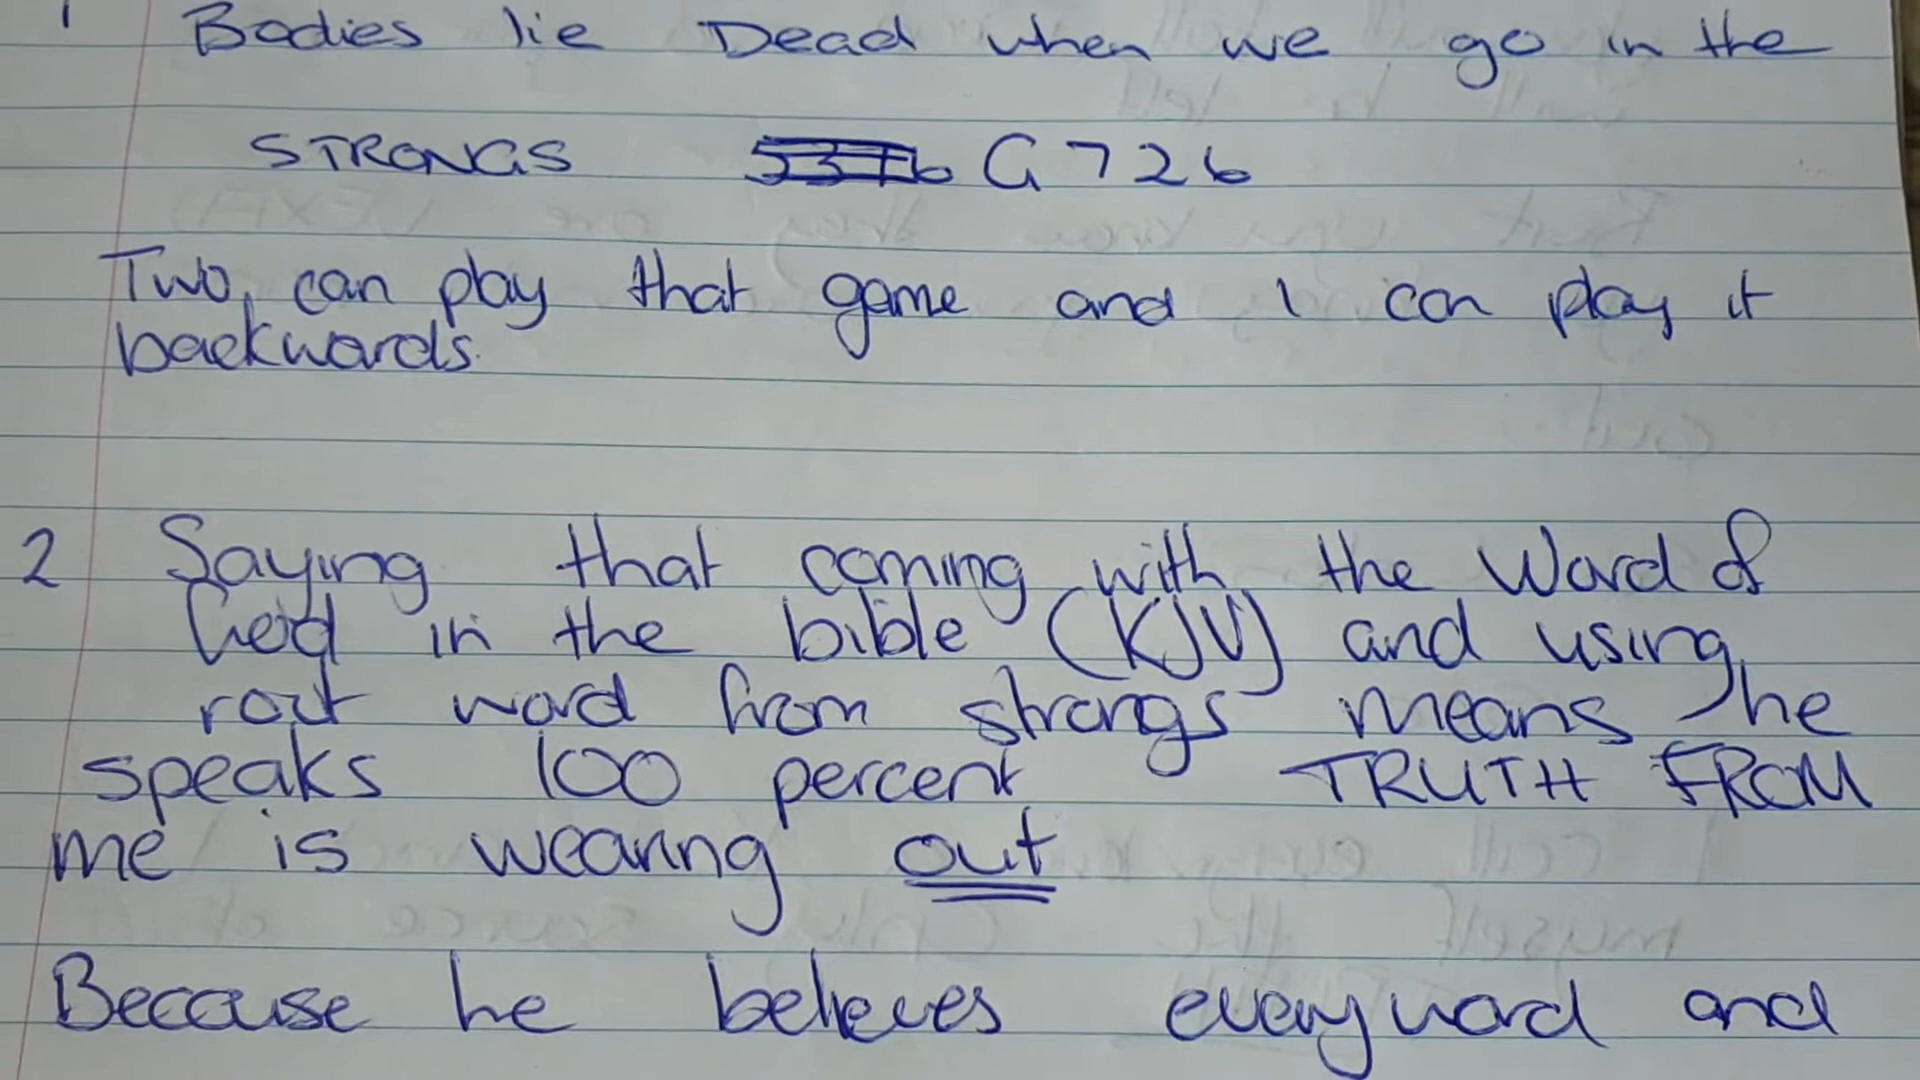 1 Bodies lie Dead when we go in the
STRONGS G726
Two, can play that game and I can play it
backwards.
2 Saying that coming with the Word of
God in the bible (KJV) and using
root word from strongs means he
speaks 100 percent TRUTH FROM
me is wearing out
Because he believes every word and